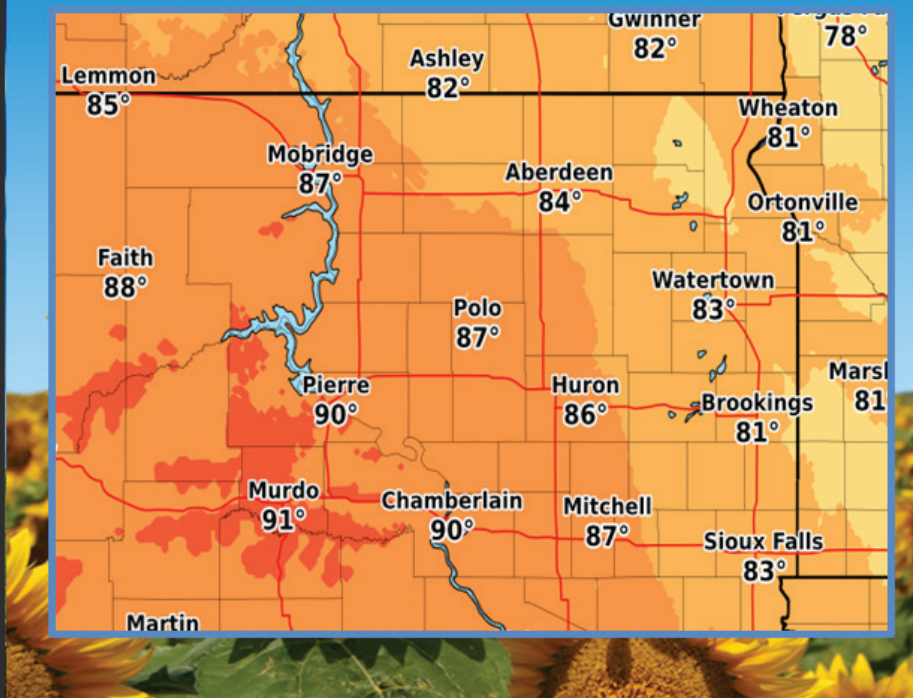 Gwinner
82°
78°
Ashley
82°
Lemmon
85°
Wheaton
81°
Mobridge
87°
Aberdeen
84°
Ortonville
81°
Faith
88°
Watertown
83°
Polo
87°
Pierre
90°
Huron
86°
Brookings
81°
81
Murdo
91°
Chamberlain
90°
Mitchell
87°
Sioux Falls
83°
Martin